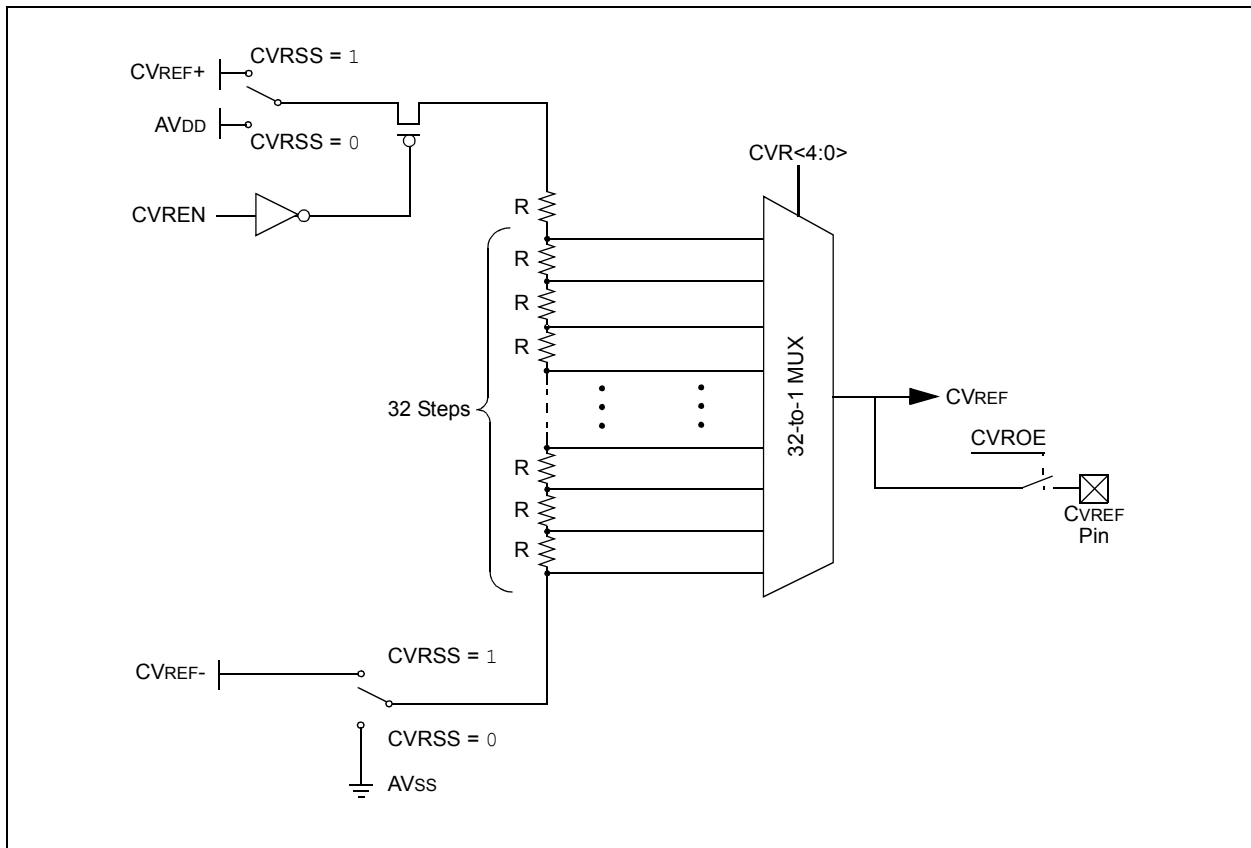 CVRSS = 1
CVREF+
AVDD
CVRSS = 0
CVR<4:0>
CVREN
R
R
R
R
32 Steps
32-to-1 MUX
CVREF
CVROE
R
R
R
CVREF
Pin
CVRSS = 1
CVREF-
CVRSS = 0
AVSS